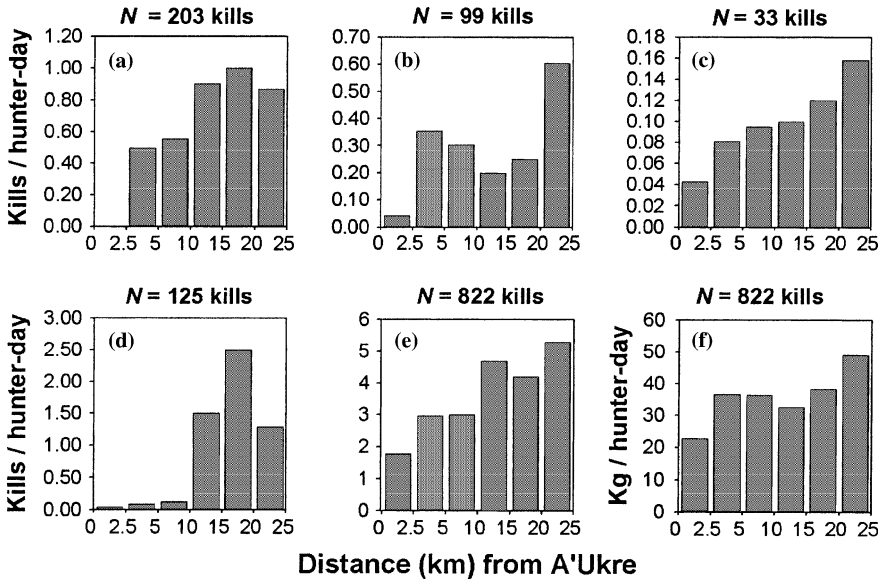 N = 203 kills
N = 99 kills
N = 33 kills
Kills / hunter-day
1.20
1.00
0.80
0.60
0.40
0.20
0.00
(a)
0 2.5 5 10 15 20 25
0.70
0.60
0.50
0.40
0.30
0.20
0.10
0.00
(b)
0 2.5 5 10 15 20 25
0.18
0.16
0.14
0.12
0.10
0.08
0.06
0.04
0.02
0.00
(c)
0 2.5 5 10 15 20 25
N = 125 kills
N = 822 kills
N = 822 kills
Kills / hunter-day
3.00
2.50
2.00
1.50
1.00
0.50
0.00
(d)
0 2.5 5 10 15 20 25
6
5
4
3
2
1
0
(e)
0 2.5 5 10 15 20 25
Kg / hunter-day
60
50
40
30
20
10
0
(f)
0 2.5 5 10 15 20 25
Distance (km) from A'Ukre